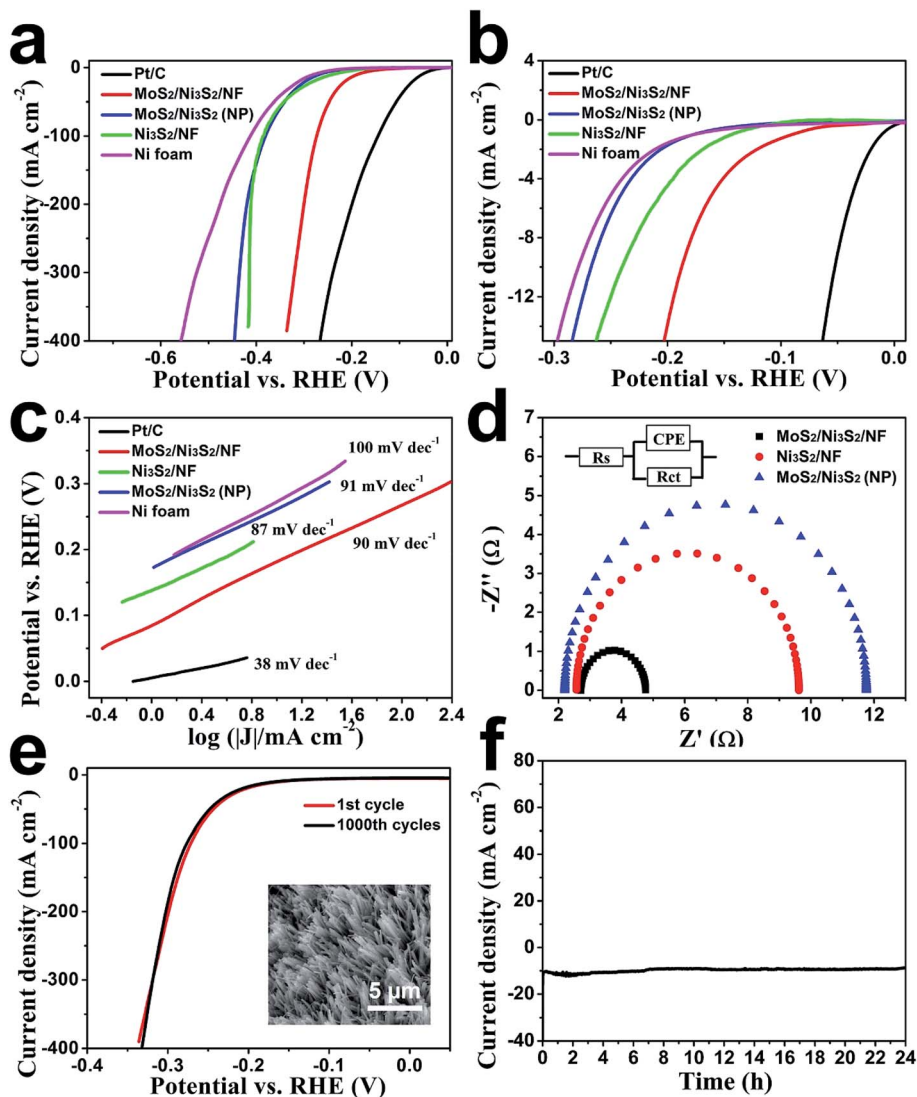 a
Current density (mA cm⁻²)
0
-100
-200
-300
-400
Pt/C
MoS₂/Ni₃S₂/NF
MoS₂/Ni₃S₂ (NP)
Ni₃S₂/NF
Ni foam
-0.6 -0.4 -0.2 0.0
Potential vs. RHE (V)
b
Current density (mA cm⁻²)
4
0
-4
-8
-12
Pt/C
MoS₂/Ni₃S₂/NF
MoS₂/Ni₃S₂ (NP)
Ni₃S₂/NF
Ni foam
-0.3 -0.2 -0.1 0.0
Potential vs. RHE (V)
c
Potential vs. RHE (V)
0.4
0.3
0.2
0.1
0.0
Pt/C
MoS₂/Ni₃S₂/NF
Ni₃S₂/NF
MoS₂/Ni₃S₂ (NP)
Ni foam
100 mV dec⁻¹
91 mV dec⁻¹
87 mV dec⁻¹
90 mV dec⁻¹
38 mV dec⁻¹
-0.4 0.0 0.4 0.8 1.2 1.6 2.0 2.4
log (|J|/mA cm⁻²)
d
-Z'' (Ω)
7
6
5
4
3
2
1
0
Rs
CPE
Rct
MoS₂/Ni₃S₂/NF
Ni₃S₂/NF
MoS₂/Ni₃S₂ (NP)
2 4 6 8 10 12
Z' (Ω)
e
Current density (mA cm⁻²)
0
-100
-200
-300
-400
1st cycle
1000th cycles
5 μm
-0.4 -0.3 -0.2 -0.1 0.0
Potential vs. RHE (V)
f
Current density (mA cm⁻²)
80
60
40
20
0
-20
-40
0 2 4 6 8 10 12 14 16 18 20 22 24
Time (h)